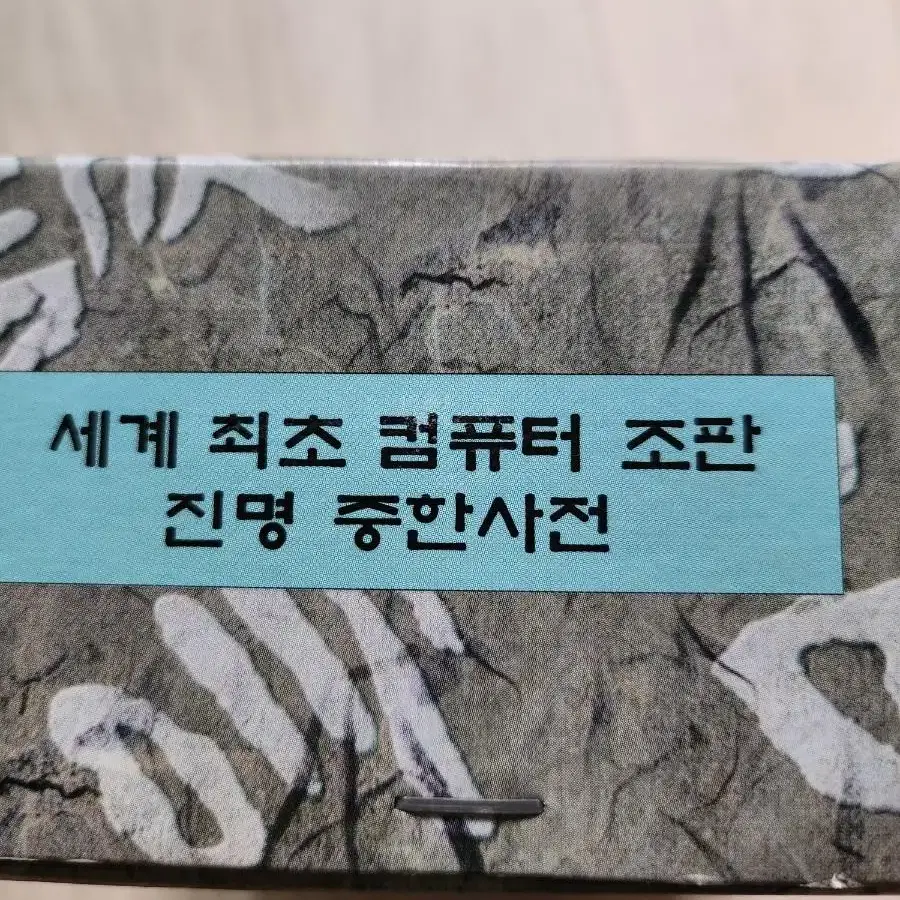 세계 최초 컴퓨터 조판
진명 중한사전